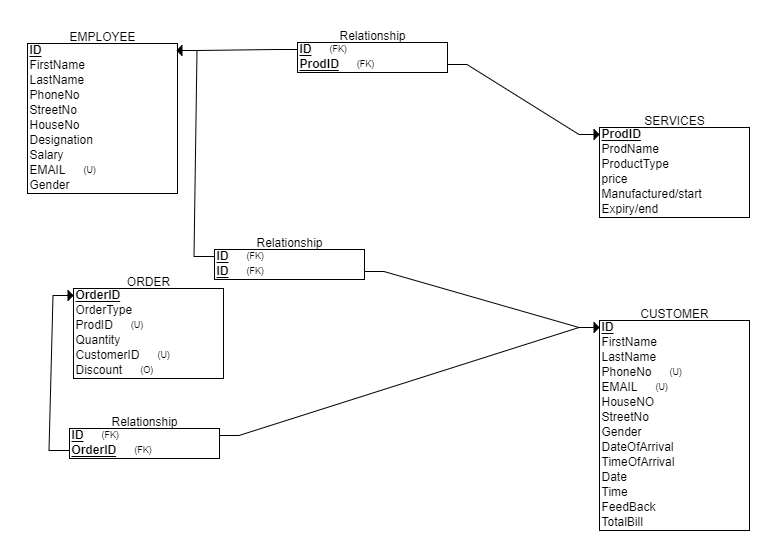 EMPLOYEE
ID
FirstName
LastName
PhoneNo
StreetNo
HouseNo
Designation
Salary
EMAIL (U)
Gender
Relationship
ID (FK)
ProdID (FK)
SERVICES
ProdID
ProdName
ProductType
price
Manufactured/start
Expiry/end
Relationship
ID (FK)
ID (FK)
ORDER
OrderID
OrderType
ProdID (U)
Quantity
CustomerID (U)
Discount (O)
CUSTOMER
ID
FirstName
LastName
PhoneNo (U)
EMAIL (U)
HouseNO
StreetNo
Gender
DateOfArrival
TimeOfArrival
Date
Time
FeedBack
TotalBill
Relationship
ID (FK)
OrderID (FK)